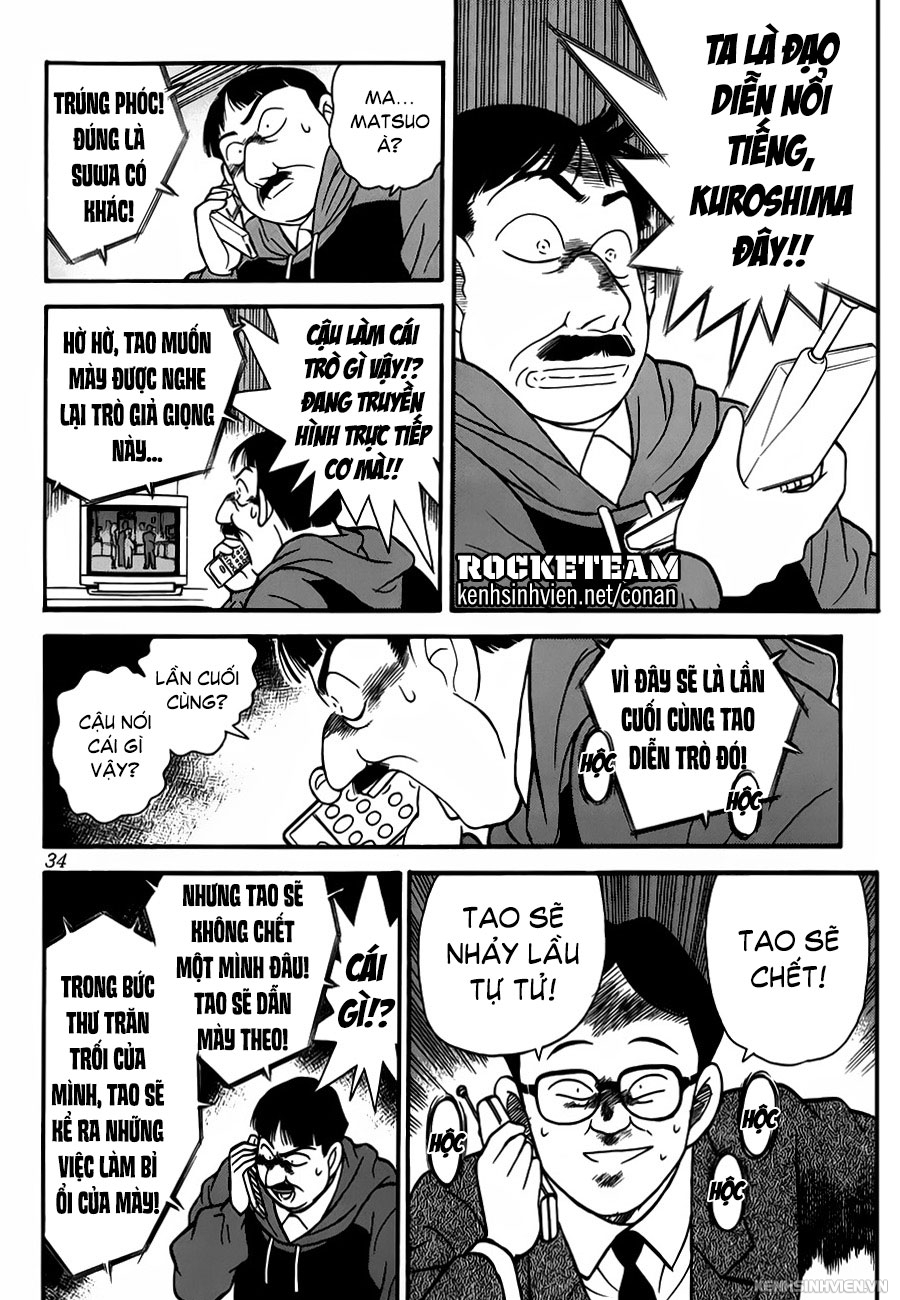 TA LÀ ĐẠO
DIỄN NỔI
TIẾNG,
KUROSHIMA
ĐÂY!!
MA...
MATSUO
À?
TRÚNG PHÓC!
ĐÚNG LÀ
SUWA CÓ
KHÁC!
CẬU LÀM CÁI
TRÒ GÌ VẬY!?
ĐANG TRUYỀN
HÌNH TRỰC TIẾP
CƠ MÀ!!
HỜ HỜ, TAO MUỐN
MÀY ĐƯỢC NGHE
LẠI TRÒ GIẢ GIỌNG
NÀY...
ROCKETEAM
kenhsinhvien.net/conan
VÌ ĐÂY SẼ LÀ LẦN
CUỐI CÙNG TAO
DIỄN TRÒ ĐÓ!
HỘC
HỘC
LẦN CUỐI
CÙNG?
CẬU NÓI
CÁI GÌ
VẬY?
34
TAO SẼ
CHẾT!
TAO SẼ
NHẢY LẦU
TỰ TỬ!
HỘC
HỘC
HỘC
CÁI
GÌ!?
NHƯNG TAO SẼ
KHÔNG CHẾT
MỘT MÌNH ĐÂU!
TAO SẼ DẪN
MÀY THEO!
TRONG BỨC
THƯ TRĂN
TRỐI CỦA
MÌNH, TAO SẼ
KỂ RA NHỮNG
VIỆC LÀM BỈ
ỔI CỦA MÀY!
KENHSINHVIEN.VN